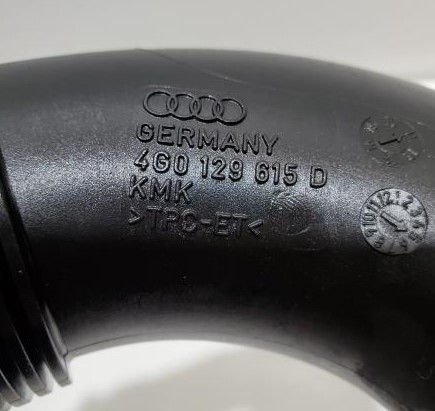 GERMANY
4G0 129 615 D
KMK
>TPC-ET<